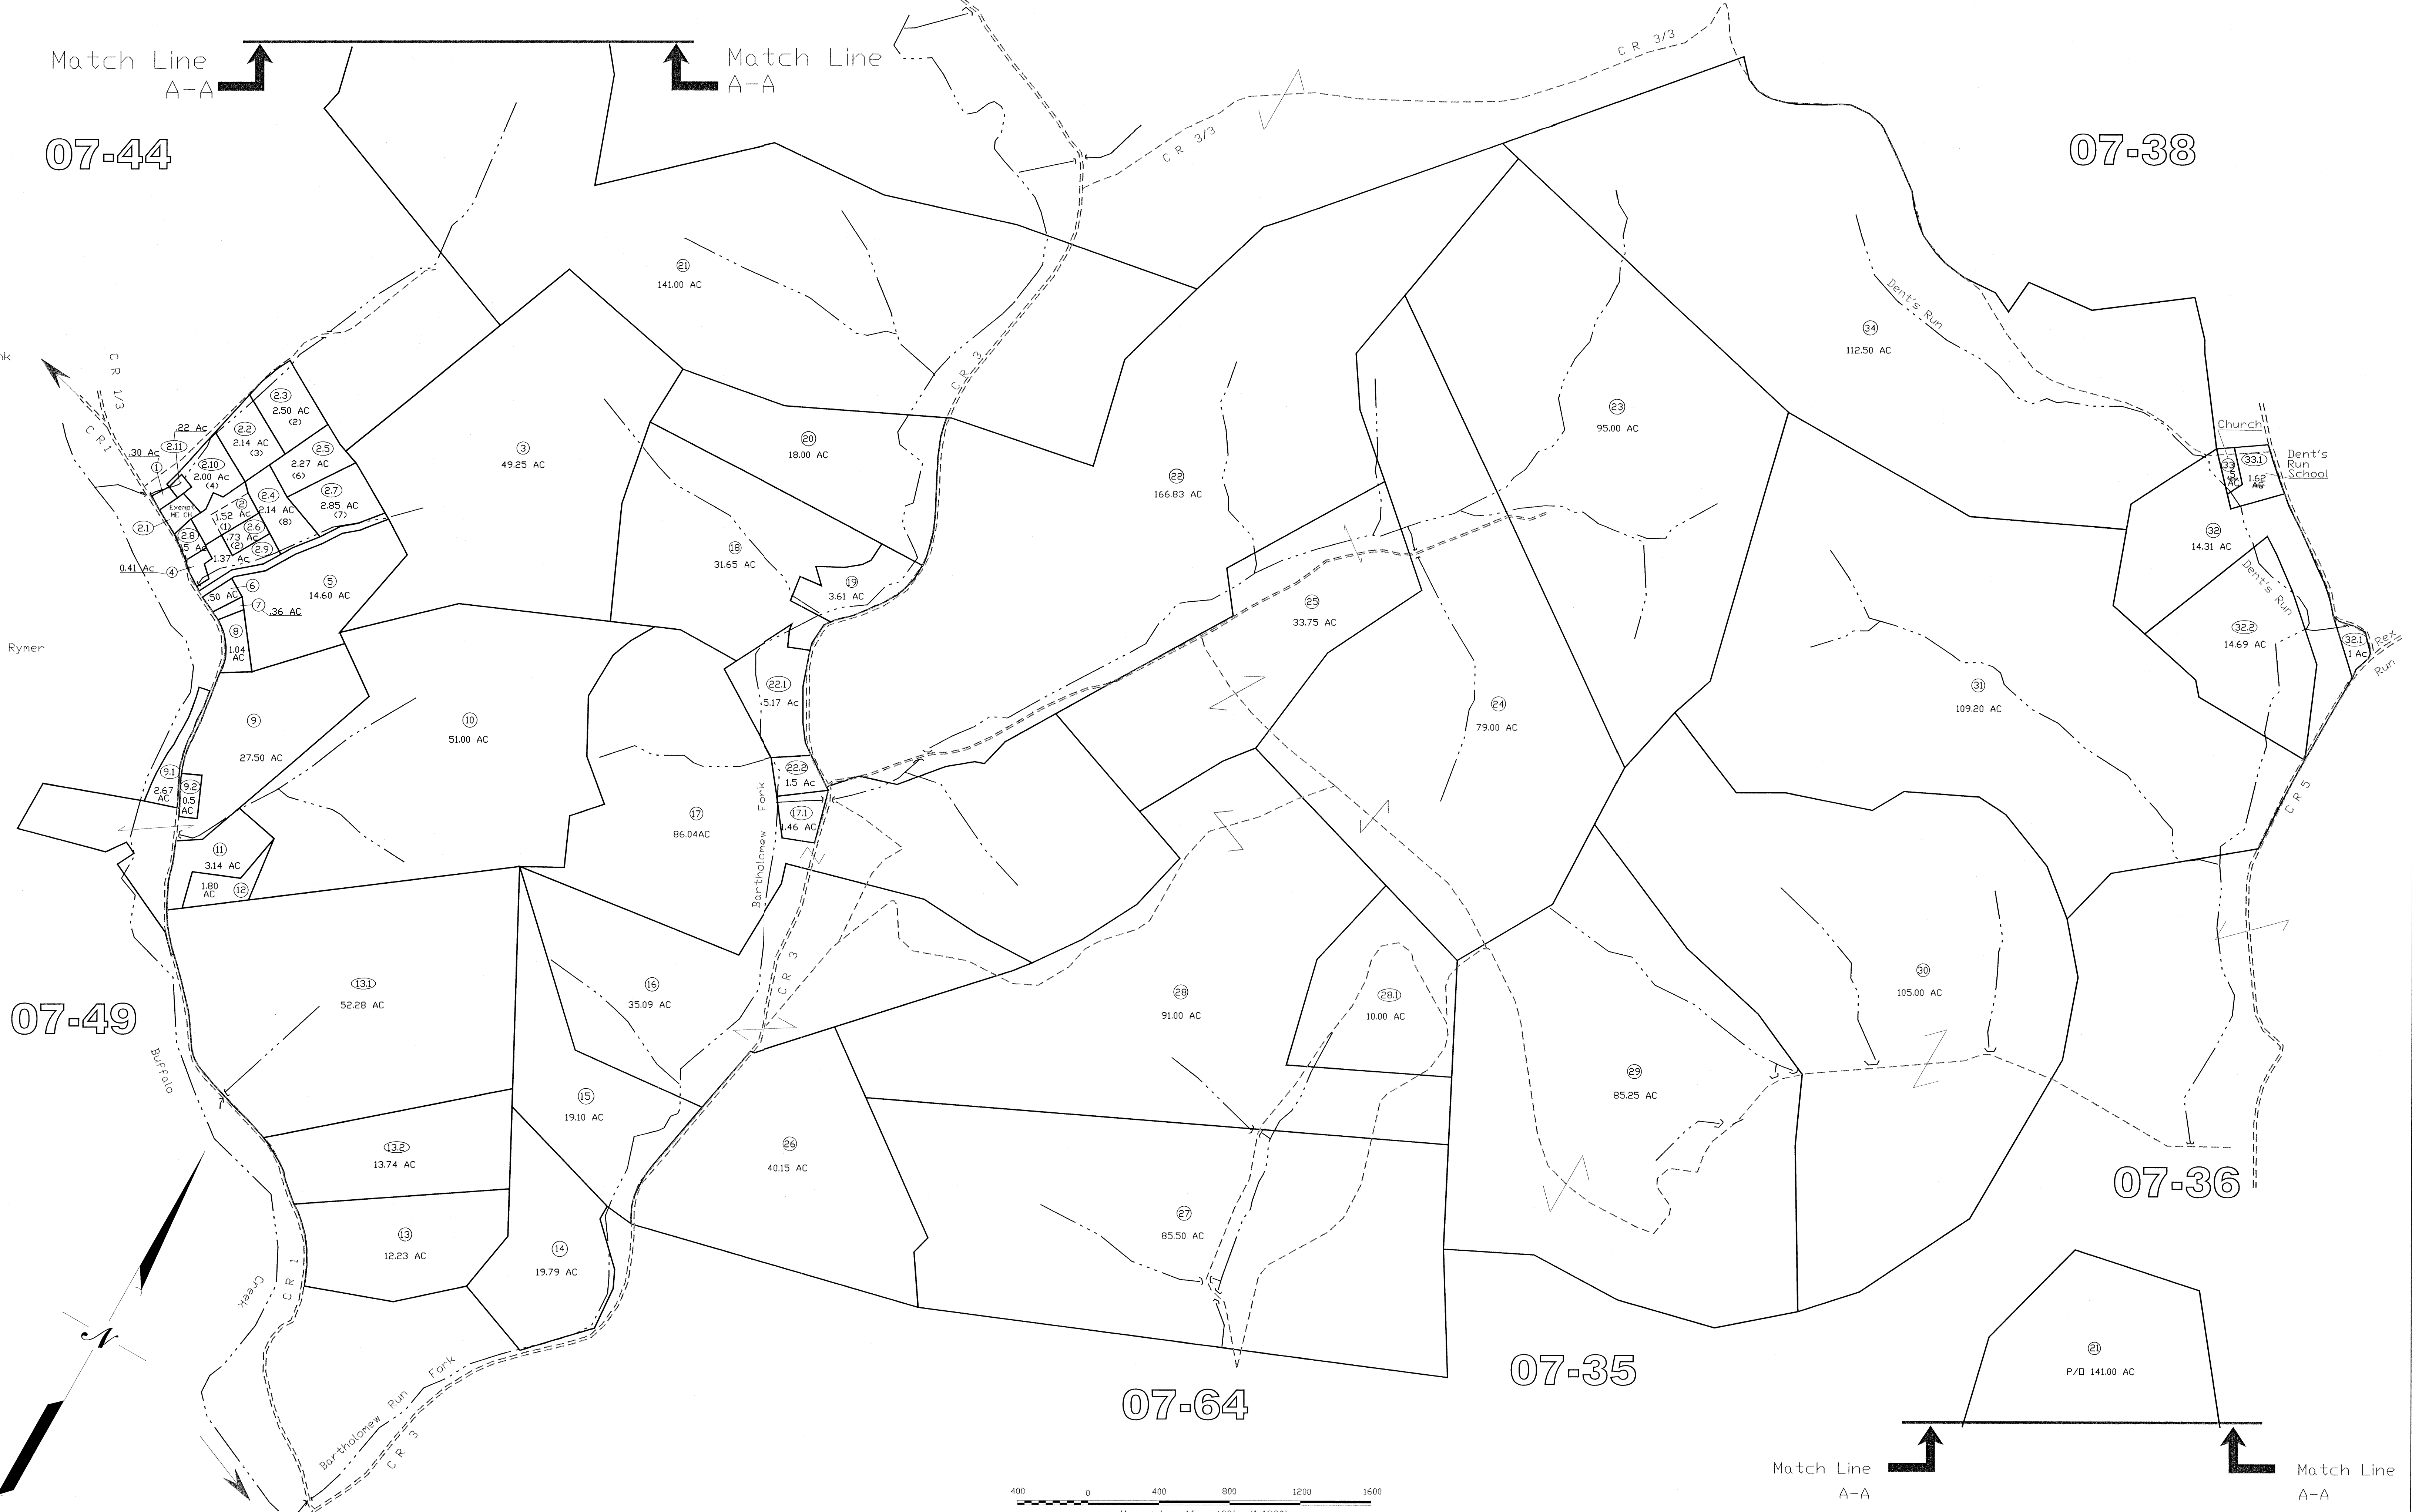 Match Line
A-A
Match Line
A-A
07-44
07-38
C R 3/3
C R 3/3
21
141.00 AC
C R 3
Dent's Run
34
112.50 AC
C R 1/3
C R 1
2.3
2.50 AC
(2)
.22 Ac
2.2
2.14 AC
(3)
2.11
.30 Ac
1
2.10
2.00 Ac
(4)
2.5
2.27 AC
(6)
3
49.25 AC
20
18.00 AC
22
166.83 AC
23
95.00 AC
Church
33
33.1
1.62
AC
Dent's
Run
School
Exempt
ME CH
2
1.52 Ac
(1)
2.4
2.14 AC
(8)
2.7
2.85 AC
(7)
2.1
2.8
.5 Ac
2.6
.73 Ac
(2)
2.9
1.37 Ac
0.41 Ac
4
6
.50 AC
7
.36 AC
5
14.60 AC
8
1.04
AC
18
31.65 AC
19
3.61 AC
25
33.75 AC
32
14.31 AC
Dent's Run
32.2
14.69 AC
32.1
1 Ac
Rex
Run
Rymer
22.1
5.17 Ac
24
79.00 AC
31
109.20 AC
9
27.50 AC
10
51.00 AC
9.1
2.67
AC
9.2
0.5
AC
22.2
1.5 Ac
17
86.04AC
17.1
1.46 AC
Bartholomew Fork
C R 5
11
3.14 AC
1.80
AC
12
13.1
52.28 AC
16
35.09 AC
C R 3
28
91.00 AC
28.1
10.00 AC
30
105.00 AC
07-49
Buffalo
Creek
15
19.10 AC
29
85.25 AC
13.2
13.74 AC
26
40.15 AC
07-36
13
12.23 AC
14
19.79 AC
27
85.50 AC
C R 1
N
Bartholomew Run Fork
C R 3
07-64
07-35
21
P/O 141.00 AC
Match Line
A-A
Match Line
A-A
400 0 400 800 1200 1600